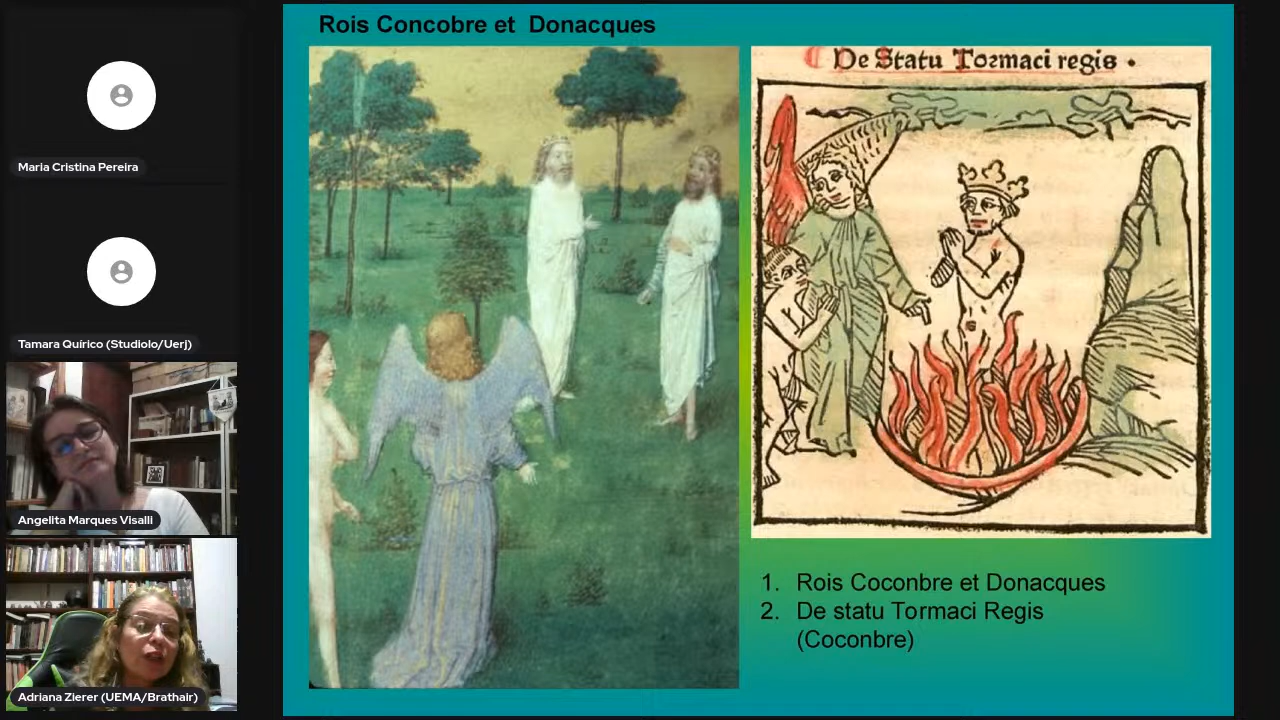 Rois Concobre et  Donacques
De Statu Tormaci regis •
Maria Cristina Pereira
Tamara Quírico (Studiolo/Uerj)
Angelita Marques Visalli
Adriana Zierer (UEMA/Brathair)
1. Rois Coconbre et Donacques
2. De statu Tormaci Regis
(Coconbre)